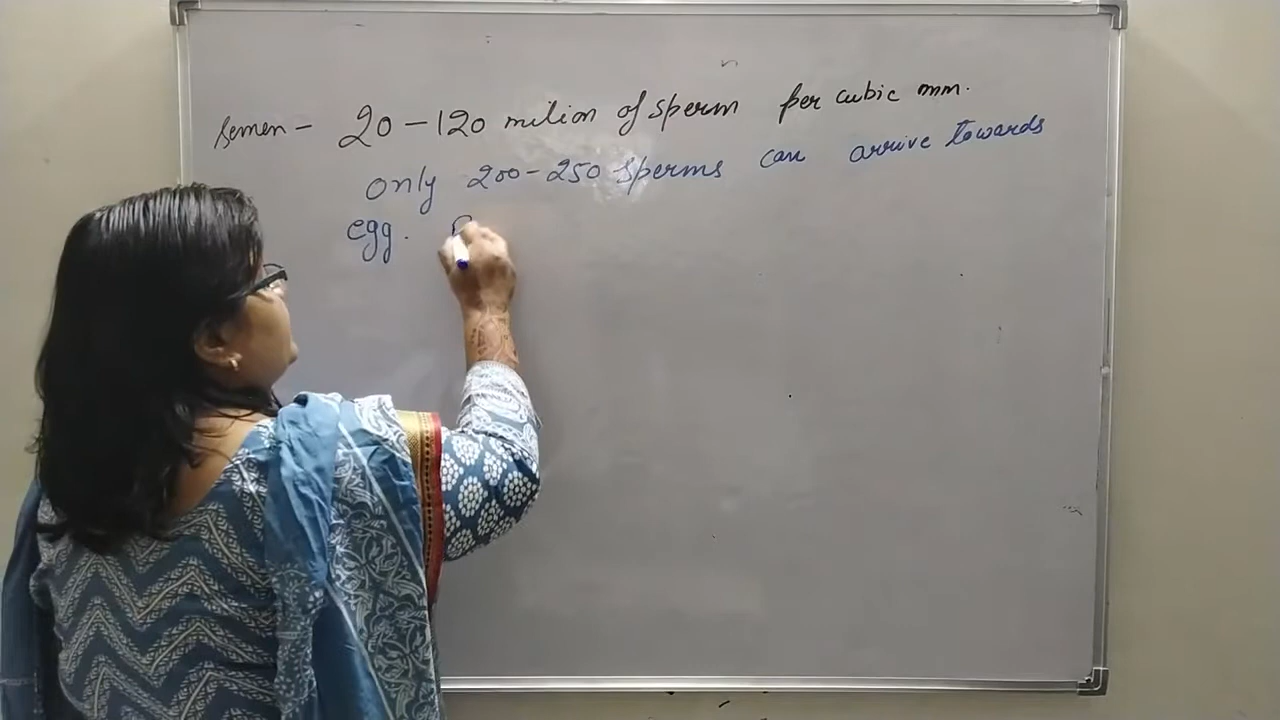 semen - 20 - 120 milion of sperm per cubic mm.
only 200 - 250 sperms can arrive towards
egg.